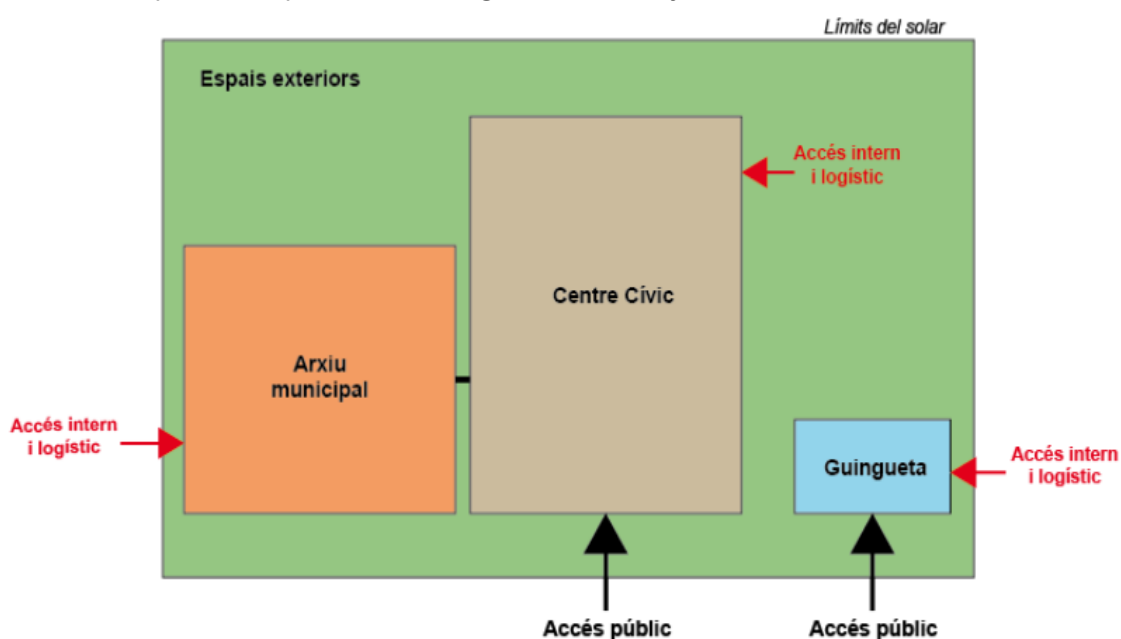 Límits del solar
Espais exteriors
Accés intern
i logístic
Centre Cívic
Arxiu
municipal
Accés intern
i logístic
Guingueta
Accés intern
i logístic
Accés públic
Accés públic